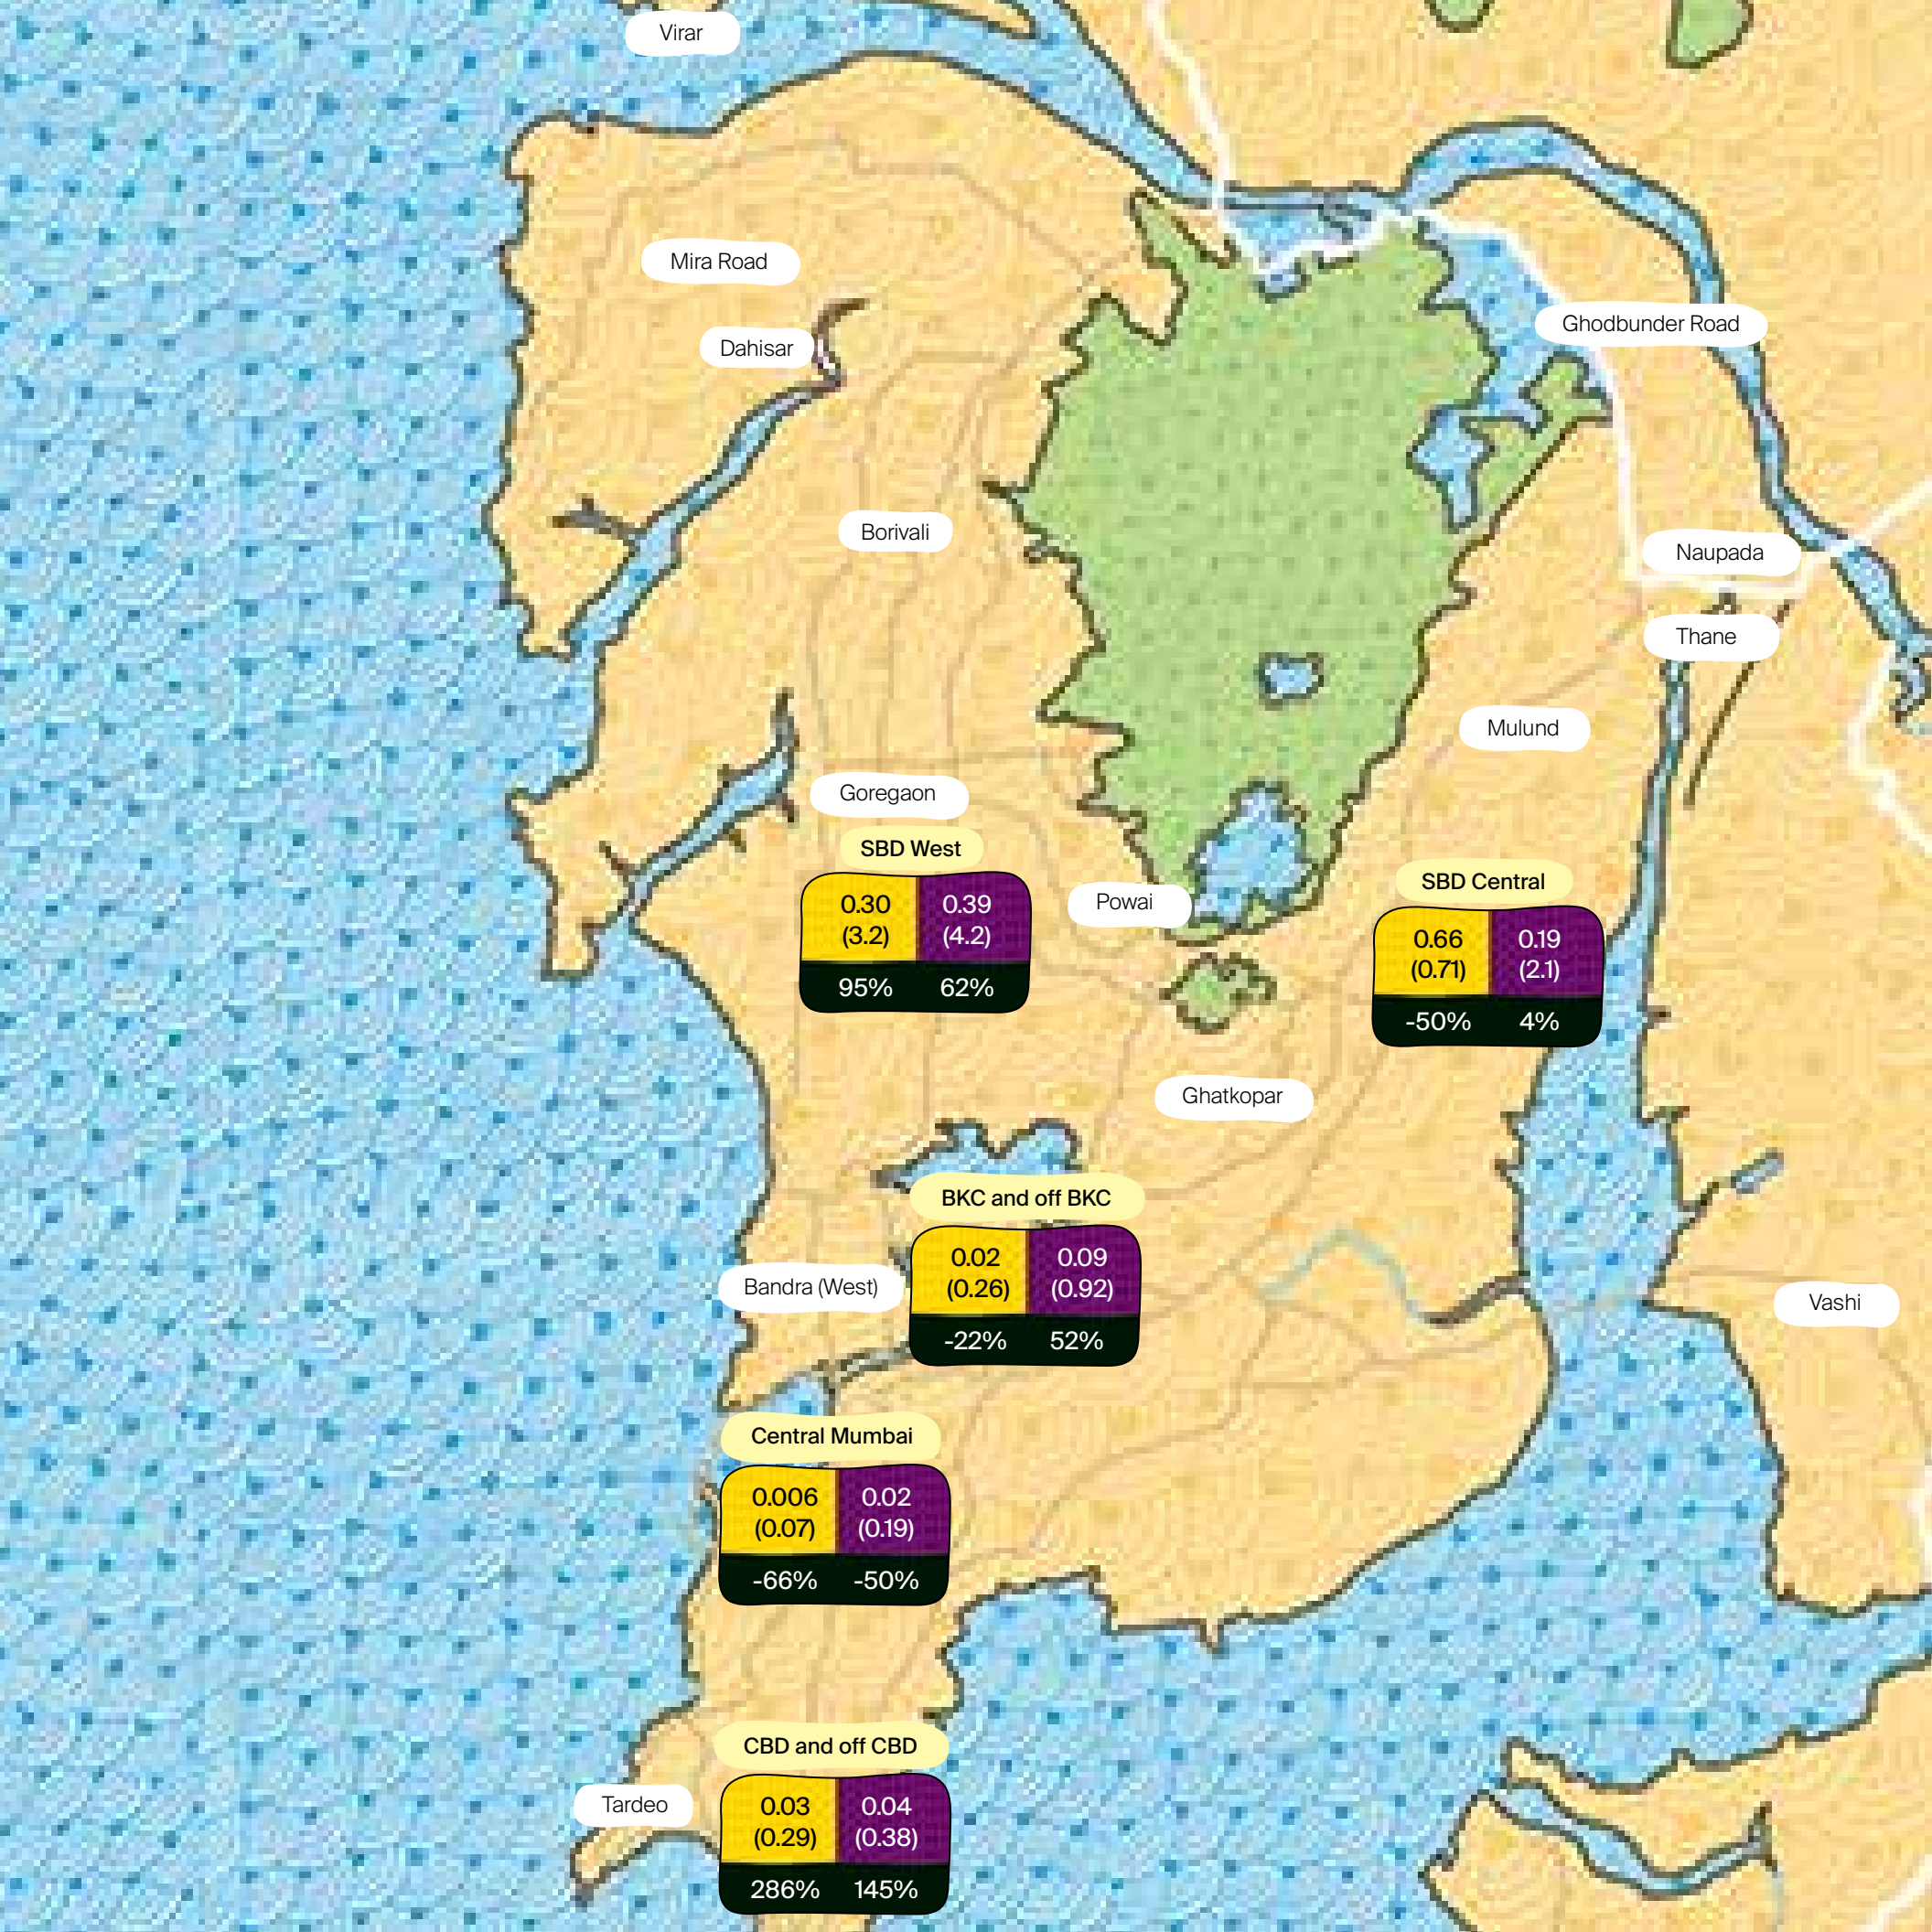 Virar
Mira Road
Ghodbunder Road
Dahisar
Borivali
Naupada
Thane
Mulund
Goregaon
SBD West
0.30 0.39
(3.2) (4.2)
95% 62%
Powai
SBD Central
0.66 0.19
(0.71) (2.1)
-50% 4%
Ghatkopar
BKC and off BKC
0.02 0.09
(0.26) (0.92)
-22% 52%
Bandra (West)
Vashi
Central Mumbai
0.006 0.02
(0.07) (0.19)
-66% -50%
CBD and off CBD
0.03 0.04
(0.29) (0.38)
286% 145%
Tardeo